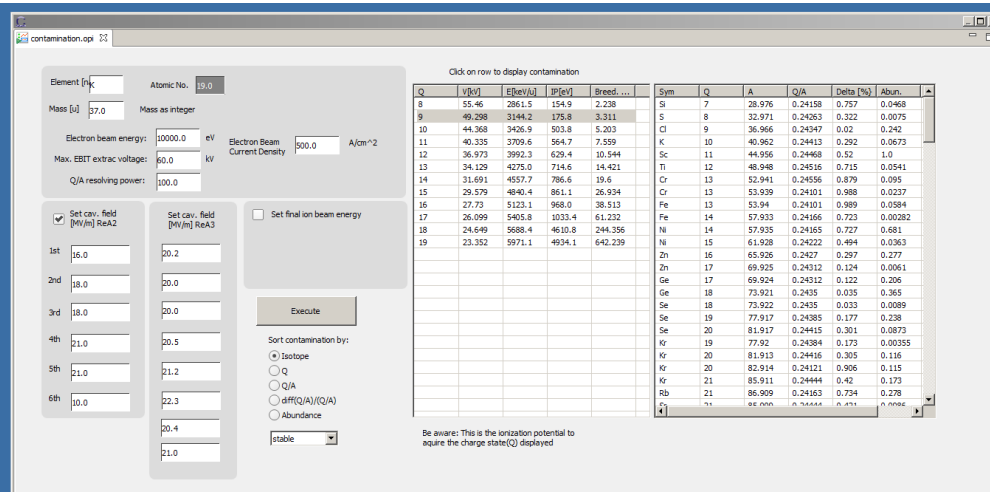 contamination.opi
Click on row to display contamination
Element [n
K
Atomic No.
19.0
Mass [u]
37.0
Mass as integer
Electron beam energy:
10000.0
eV
Electron Beam
Current Density
500.0
A/cm^2
Max. EBIT extrac voltage:
60.0
kV
Q/A resolving power:
100.0
Set cav. field
[MV/m] ReA2
1st 16.0
2nd 18.0
3rd 18.0
4th 21.0
5th 21.0
6th 10.0
Set cav. field
[MV/m] ReA3
20.2
20.0
20.0
20.5
21.2
22.3
20.4
21.0
Set final ion beam energy
Execute
Sort contamination by:
Isotope
Q
Q/A
diff(Q/A)/(Q/A)
Abundance
stable
Q V[kV] E[keV/u] IP[eV] Breed. ...
8 55.46 2861.5 154.9 2.238
9 49.298 3144.2 175.8 3.311
10 44.368 3426.9 503.8 5.203
11 40.335 3709.6 564.7 7.559
12 36.973 3992.3 629.4 10.544
13 34.129 4275.0 714.6 14.421
14 31.691 4557.7 786.6 19.6
15 29.579 4840.4 861.1 26.934
16 27.73 5123.1 968.0 38.513
17 26.099 5405.8 1033.4 61.232
18 24.649 5688.4 4610.8 244.356
19 23.352 5971.1 4934.1 642.239
Be aware: This is the ionization potential to
aquire the charge state(Q) displayed
Sym Q A Q/A Delta [%] Abun.
Si 7 28.976 0.24158 0.757 0.0468
S 8 32.971 0.24263 0.322 0.0075
Cl 9 36.966 0.24347 0.02 0.242
K 10 40.962 0.24413 0.292 0.0673
Sc 11 44.956 0.24468 0.52 1.0
Ti 12 48.948 0.24516 0.715 0.0541
Cr 13 52.941 0.24556 0.879 0.095
Cr 13 53.939 0.24101 0.988 0.0237
Fe 13 53.94 0.24101 0.989 0.0584
Fe 14 57.933 0.24166 0.723 0.00282
Ni 14 57.935 0.24165 0.727 0.681
Ni 15 61.928 0.24222 0.494 0.0363
Zn 16 65.926 0.2427 0.297 0.277
Zn 17 69.925 0.24312 0.124 0.0061
Ge 17 69.924 0.24312 0.122 0.206
Ge 18 73.921 0.2435 0.035 0.365
Se 18 73.922 0.2435 0.033 0.0089
Se 19 77.917 0.24385 0.177 0.238
Se 20 81.917 0.24415 0.301 0.0873
Kr 19 77.92 0.24384 0.173 0.00355
Kr 20 81.913 0.24416 0.305 0.116
Kr 20 82.914 0.24121 0.906 0.115
Kr 21 85.911 0.24444 0.42 0.173
Rb 21 86.909 0.24163 0.734 0.278
Sr 21 85.909 0.24444 0.421 0.0986